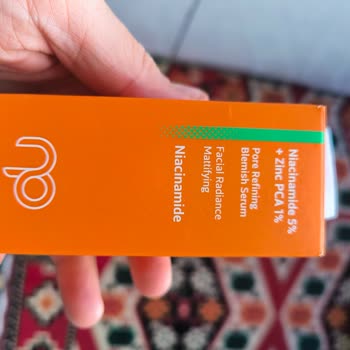 Niacinamide 5%
+ Zinc PCA 1%
Pore Refining
Blemish Serum
Facial Radiance
Mattifying
Niacinamide